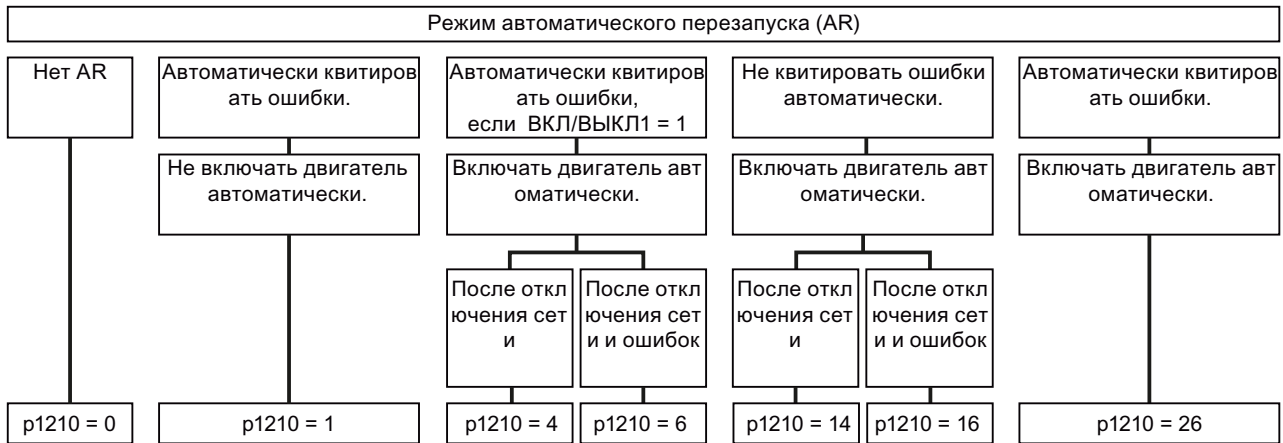 Режим автоматического перезапуска (AR)
Нет AR
Автоматически квитиров
ать ошибки.
Автоматически квитиров
ать ошибки,
если ВКЛ/ВЫКЛ1 = 1
Не квитировать ошибки
автоматически.
Автоматически квитиров
ать ошибки.
Не включать двигатель
автоматически.
Включать двигатель авт
оматически.
Включать двигатель авт
оматически.
Включать двигатель авт
оматически.
После откл
ючения сет
и
После откл
ючения сет
и и ошибок
После откл
ючения сет
и
После откл
ючения сет
и и ошибок
p1210 = 0
p1210 = 1
p1210 = 4
p1210 = 6
p1210 = 14
p1210 = 16
p1210 = 26